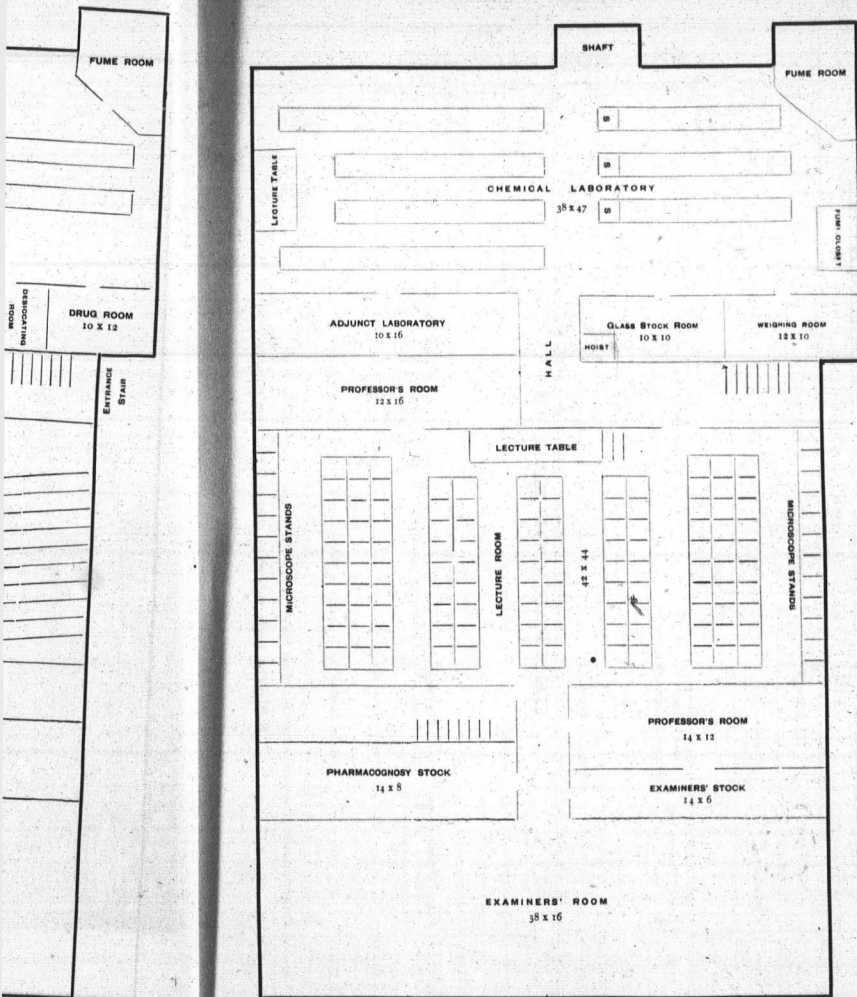 FUME ROOM
DESICCATING
ROOM
DRUG ROOM
10 X 12
ENTRANCE
STAIR
SHAFT
FUME ROOM
S
LECTURE TABLE
S
CHEMICAL LABORATORY
38 x 47
S
FUME CLOSET
ADJUNCT LABORATORY
10 x 16
HALL
GLASS STOCK ROOM
10 x 10
HOIST
WEIGHING ROOM
12 x 10
PROFESSOR'S ROOM
12 x 16
LECTURE TABLE
MICROSCOPE STANDS
LECTURE ROOM
42 x 44
MICROSCOPE STANDS
PROFESSOR'S ROOM
14 x 12
PHARMACOGNOSY STOCK
14 x 8
EXAMINERS' STOCK
14 x 6
EXAMINERS' ROOM
38 x 16